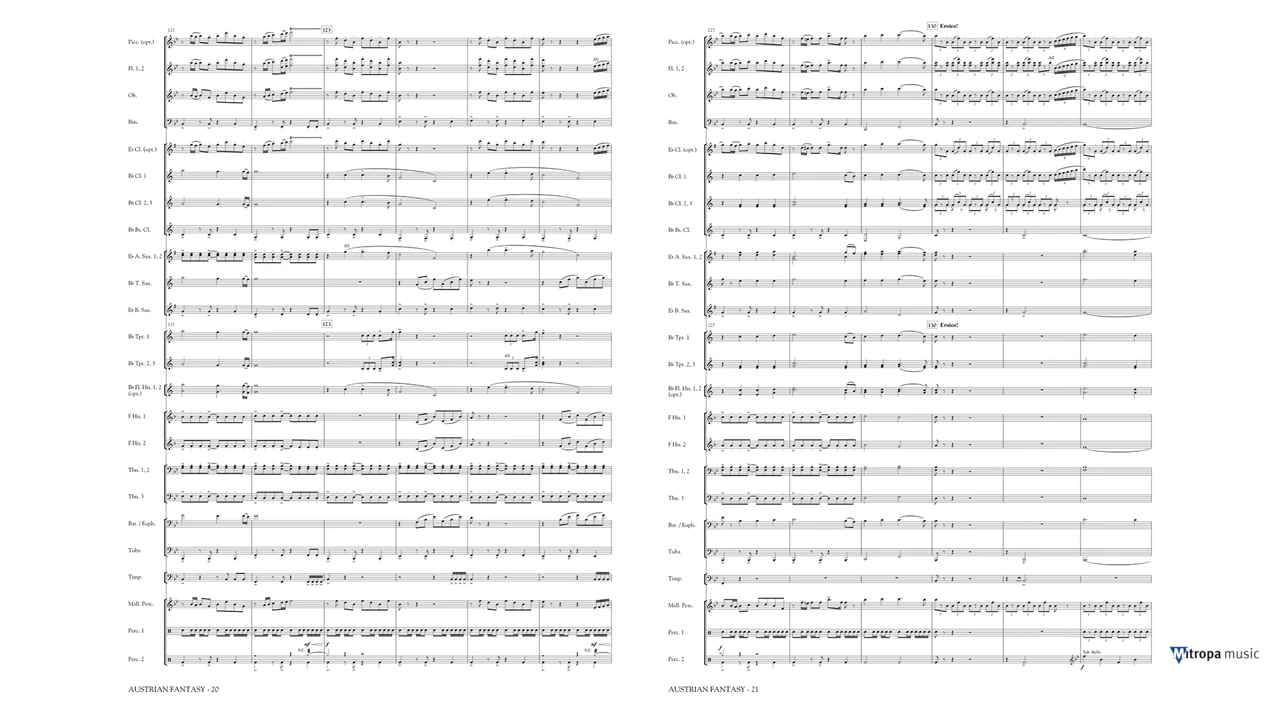 121
123
Picc. (opt.)
Fl. 1, 2
All
Ob.
Bsn.
E♭ Cl. (opt.)
B♭ Cl. 1
B♭ Cl. 2, 3
B♭ Bs. Cl.
All
E♭ A. Sax. 1, 2
B♭ T. Sax.
E♭ B. Sax.
121
123
B♭ Tpt. 1
All
B♭ Tpt. 2, 3
B♭ Fl. Hn. 1, 2
(opt.)
F Hn. 1
F Hn. 2
Tbn. 1, 2
Tbn. 3
Bar. / Euph.
Tuba
Timp.
Mall. Perc.
Perc. 1
S.C. mf f S.C. mf
Perc. 2
AUSTRIAN FANTASY - 20
127
130 Eroico!
Picc. (opt.)
All
Fl. 1, 2
Ob.
Bsn.
E♭ Cl. (opt.)
B♭ Cl. 1
B♭ Cl. 2, 3
B♭ Bs. Cl.
E♭ A. Sax. 1, 2
B♭ T. Sax.
E♭ B. Sax.
127
130 Eroico!
B♭ Tpt. 1
B♭ Tpt. 2, 3
B♭ Fl. Hn. 1, 2
(opt.)
F Hn. 1
F Hn. 2
Tbn. 1, 2
Tbn. 3
Bar. / Euph.
Tuba
Timp.
Mall. Perc.
Perc. 1
f
Tub. Bells
Perc. 2
f
AUSTRIAN FANTASY - 21
Mitropa music